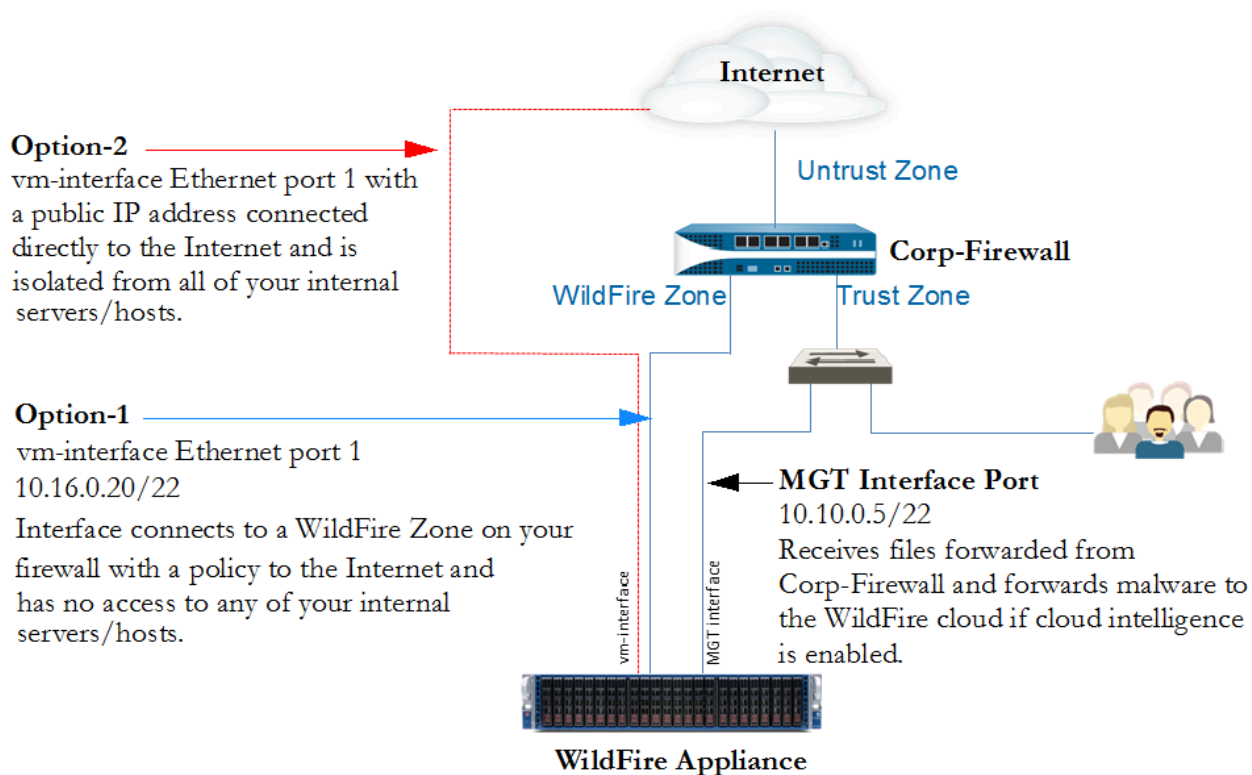 Internet
Option-2
vm-interface Ethernet port 1 with
a public IP address connected
directly to the Internet and is
isolated from all of your internal
servers/hosts.
Untrust Zone
Corp-Firewall
WildFire Zone
Trust Zone
Option-1
vm-interface Ethernet port 1
10.16.0.20/22
Interface connects to a WildFire Zone on your
firewall with a policy to the Internet and
has no access to any of your internal
servers/hosts.
MGT Interface Port
10.10.0.5/22
Receives files forwarded from
Corp-Firewall and forwards malware to
the WildFire cloud if cloud intelligence
is enabled.
vm-interface
MGT interface
WildFire Appliance